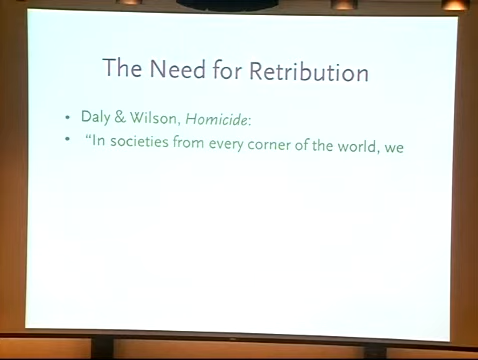 The Need for Retribution
• Daly & Wilson, Homicide:
• “In societies from every corner of the world, we